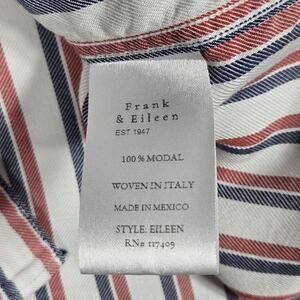 Frank
& Eileen
EST 1947
100% MODAL
WOVEN IN ITALY
MADE IN MEXICO
STYLE: EILEEN
RN# 117409